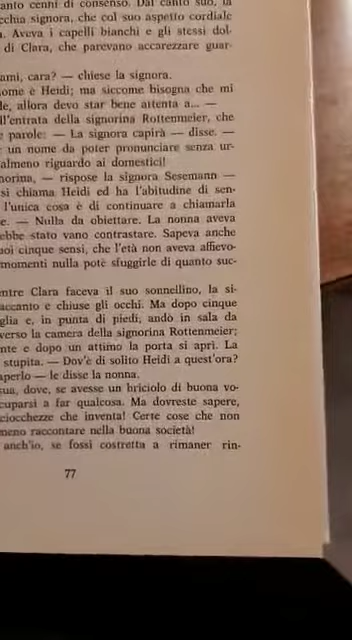 anto cenni di consenso. Dal canto suo, la
ecchia signora, che col suo aspetto cordiale
a. Aveva i capelli bianchi e gli stessi dol-
di Clara, che parevano accarezzare guar-
ami, cara? — chiese la signora.
ome è Heidi; ma siccome bisogna che mi
le, allora devo star bene attenta a... —
ll'entrata della signorina Rottenmeier, che
e parole: — La signora capirà — disse. —
un nome da poter pronunciare senza ur-
almeno riguardo ai domestici!
norina, — rispose la signora Sesemann —
si chiama Heidi ed ha l'abitudine di sen-
l'unica cosa è di continuare a chiamarla
e. — Nulla da obiettare. La nonna aveva
ebbe stato vano contrastare. Sapeva anche
uoi cinque sensi, che l'età non aveva affievo-
momenti nulla potè sfuggirle di quanto suc-
entre Clara faceva il suo sonnellino, la si-
accanto e chiuse gli occhi. Ma dopo cinque
glia e, in punta di piedi, andò in sala da
verso la camera della signorina Rottenmeier;
nte e dopo un attimo la porta si aprì. La
stupita. — Dov'è di solito Heidi a quest'ora?
aperlo — le disse la nonna.
sua, dove, se avesse un briciolo di buona vo-
cuparsi a far qualcosa. Ma dovreste sapere,
ciocchezze che inventa! Certe cose che non
meno raccontare nella buona società!
anch'io, se fossi costretta a rimaner rin-
77